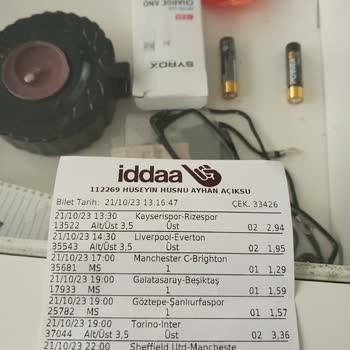 CHARGE AND
SYROX
iddaa
112269 HÜSEYİN HÜSNÜ AYHAN AÇIKSU
Bilet Tarih: 21/10/23 13:16:47 ÇEK. 33426
21/10/23 13:30 Kayserispor-Rizespor
13522 Alt/Üst 3,5 Üst 02 2,94
21/10/23 14:30 Liverpool-Everton
35543 Alt/Üst 3,5 Üst 02 1,95
21/10/23 17:00 Manchester C-Brighton
35681 MS 1 01 1,29
21/10/23 19:00 Galatasaray-Beşiktaş
17933 MS 1 01 1,59
21/10/23 19:00 Göztepe-Şanlıurfaspor
25782 MS 1 01 1,57
21/10/23 19:00 Torino-Inter
37044 Alt/Üst 3,5 Üst 02 3,36
21/10/23 22:00 Sheffield Utd-Mancheste